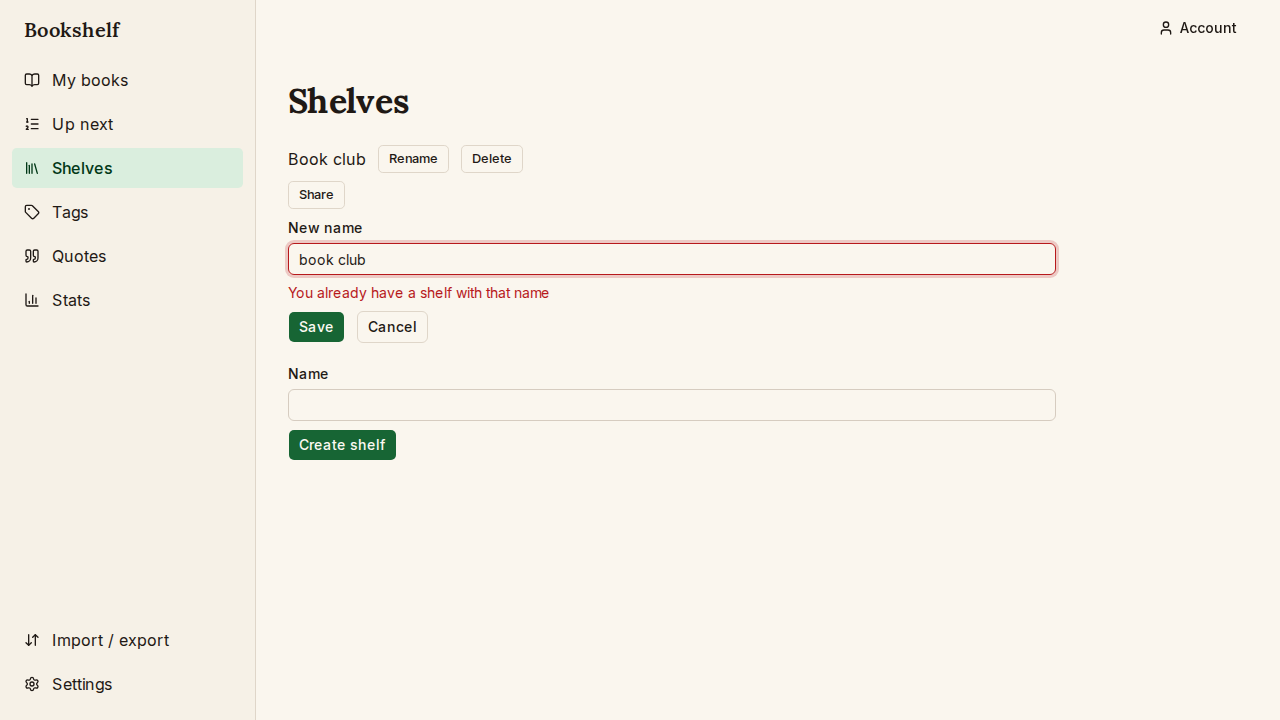 Bookshelf
My books
Up next
Shelves
Tags
Quotes
Stats
Import / export
Settings
Account
Shelves
Book club Rename Delete
Share
New name
book club
You already have a shelf with that name
Save Cancel
Name
Create shelf